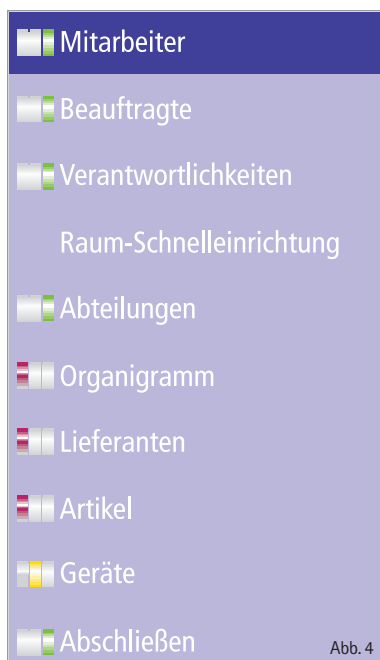 Mitarbeiter
Beauftragte
Verantwortlichkeiten
Raum-Schnelleinrichtung
Abteilungen
Organigramm
Lieferanten
Artikel
Geräte
Abschließen
Abb. 4